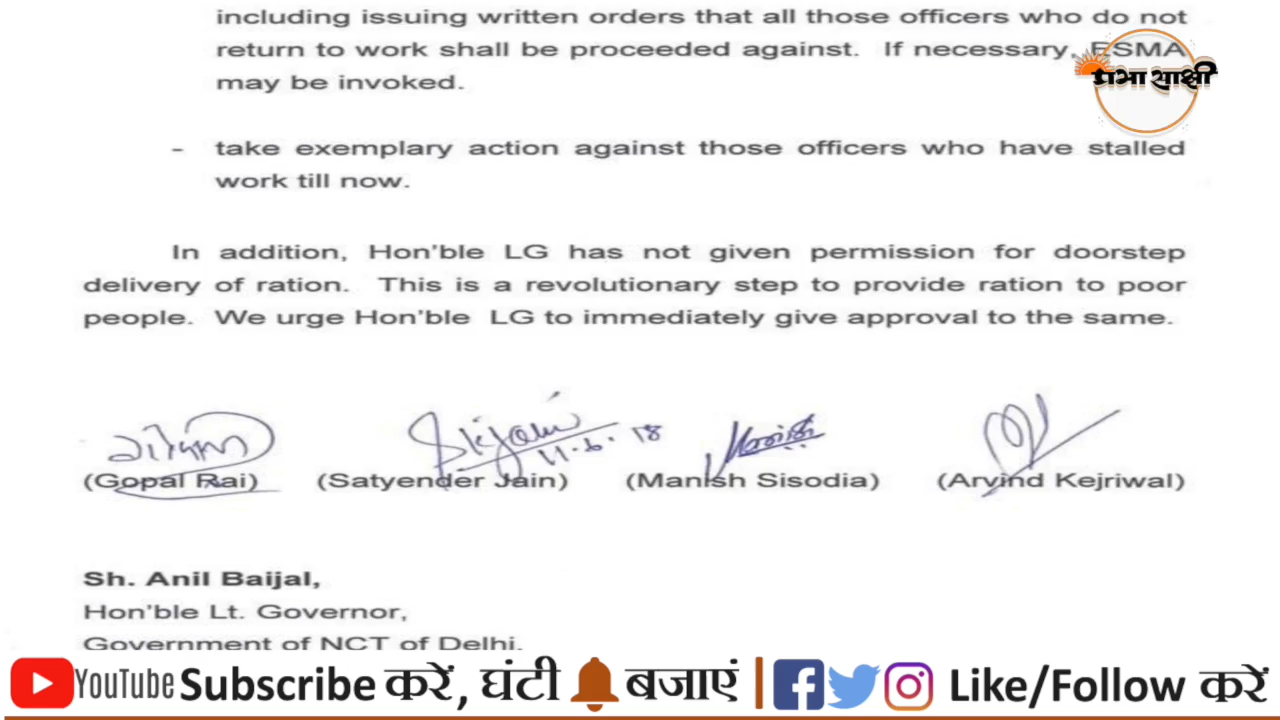 including issuing written orders that all those officers who do not
return to work shall be proceeded against. If necessary, ESMA
may be invoked.
प्रभा साक्षी
- take exemplary action against those officers who have stalled
work till now.
In addition, Hon'ble LG has not given permission for doorstep
delivery of ration. This is a revolutionary step to provide ration to poor
people. We urge Hon'ble LG to immediately give approval to the same.
11.6.18
(Gopal Rai) (Satyender Jain) (Manish Sisodia) (Arvind Kejriwal)
Sh. Anil Baijal,
Hon'ble Lt. Governor,
Government of NCT of Delhi.
YouTube Subscribe करें, घंटी बजाएं | Like/Follow करें